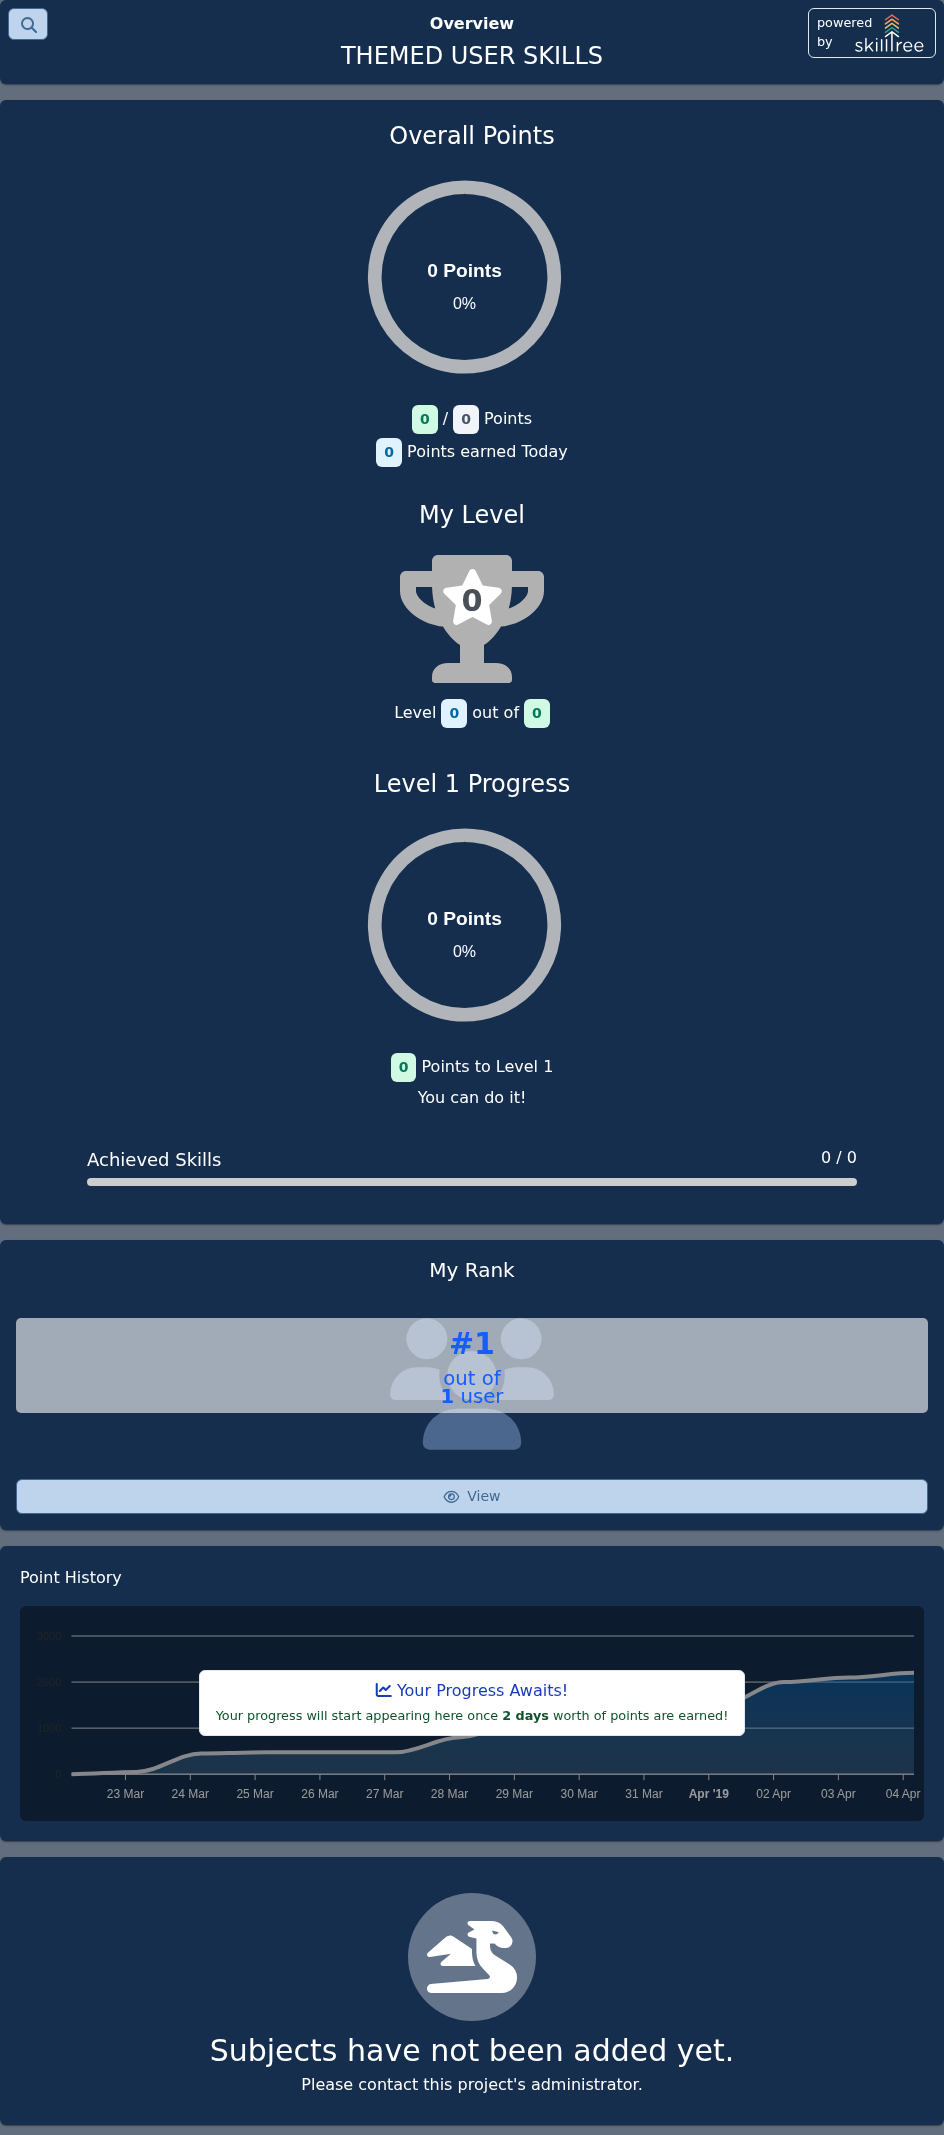 Overview
THEMED USER SKILLS
powered
by
skilltree
Overall Points
0 Points
0%
0 / 0 Points
0 Points earned Today
My Level
0
Level 0 out of 0
Level 1 Progress
0 Points
0%
0 Points to Level 1
You can do it!
Achieved Skills 0 / 0
My Rank
#1
out of
1 user
View
Point History
3000
2000
1000
0
Your Progress Awaits!
Your progress will start appearing here once 2 days worth of points are earned!
23 Mar 24 Mar 25 Mar 26 Mar 27 Mar 28 Mar 29 Mar 30 Mar 31 Mar Apr '19 02 Apr 03 Apr 04 Apr
Subjects have not been added yet.
Please contact this project's administrator.